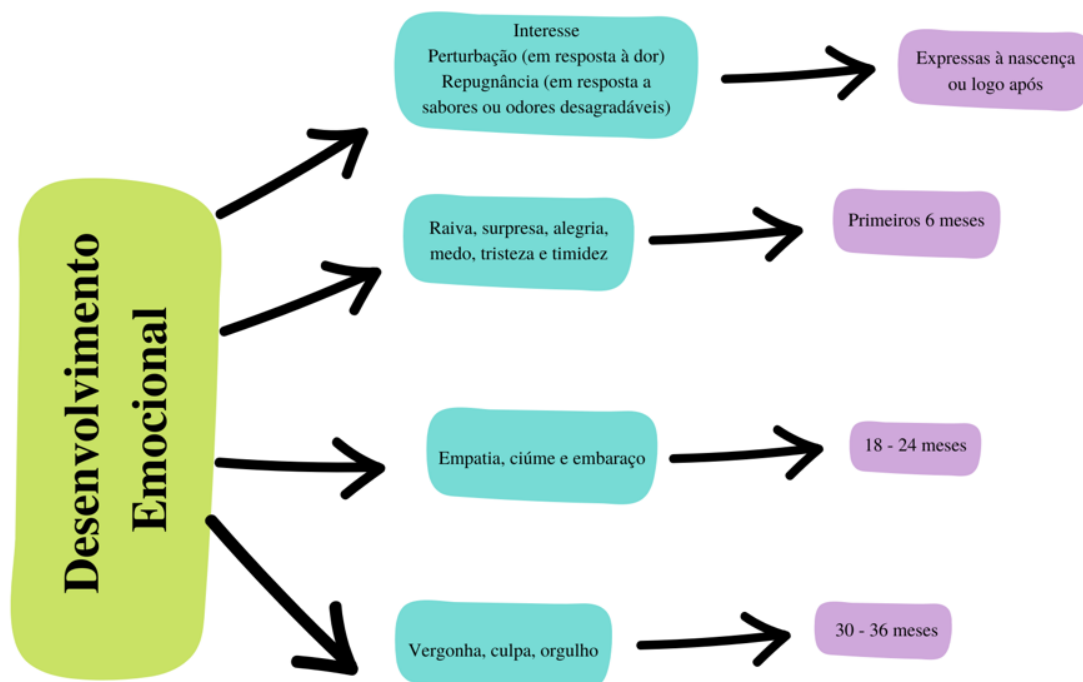 Desenvolvimento
Emocional
Interesse
Perturbação (em resposta à dor)
Repugnância (em resposta a
sabores ou odores desagradáveis)
Expressas à nascença
ou logo após
Raiva, surpresa, alegria,
medo, tristeza e timidez
Primeiros 6 meses
Empatia, ciúme e embaraço
18 - 24 meses
Vergonha, culpa, orgulho
30 - 36 meses